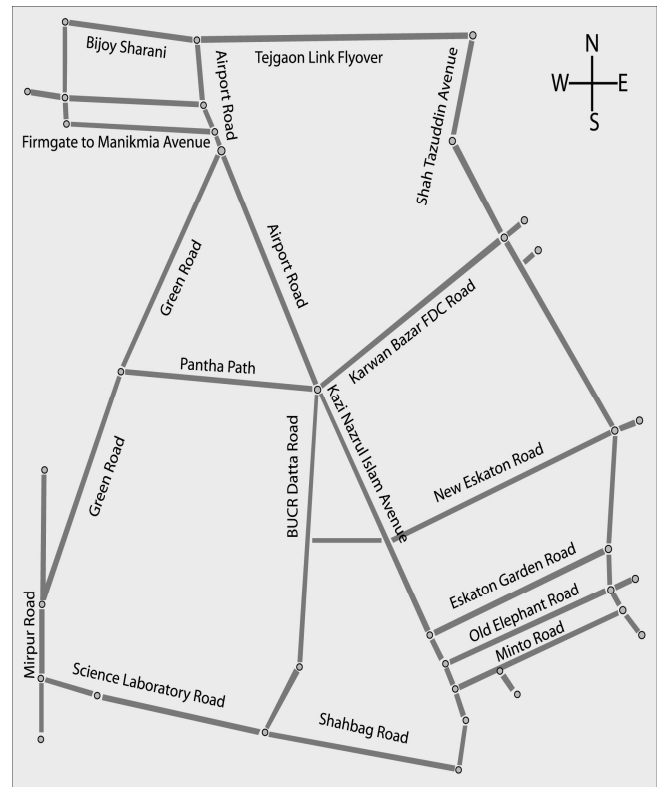 Bijoy Sharani
Tejgaon Link Flyover
Airport Road
Shah Tazuddin Avenue
N
W
E
S
Firmgate to Manikmia Avenue
Green Road
Airport Road
Karwan Bazar FDC Road
Pantha Path
Kazi Nazrul Islam Avenue
BUCR Datta Road
Green Road
New Eskaton Road
Eskaton Garden Road
Old Elephant Road
Minto Road
Mirpur Road
Science Laboratory Road
Shahbag Road